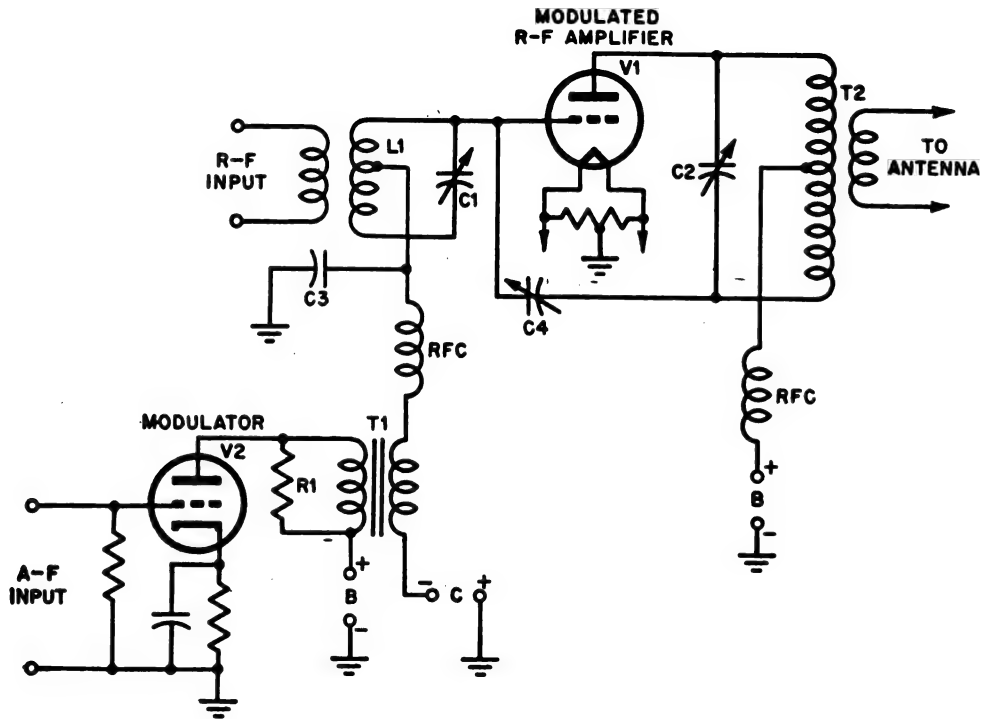 MODULATED
R-F AMPLIFIER
V1
T2
L1
R-F
INPUT
C1
C2
TO
ANTENNA
C3
C4
RFC
RFC
MODULATOR
V2
T1
R1
+
B
-
A-F
INPUT
+
B
-
- C +